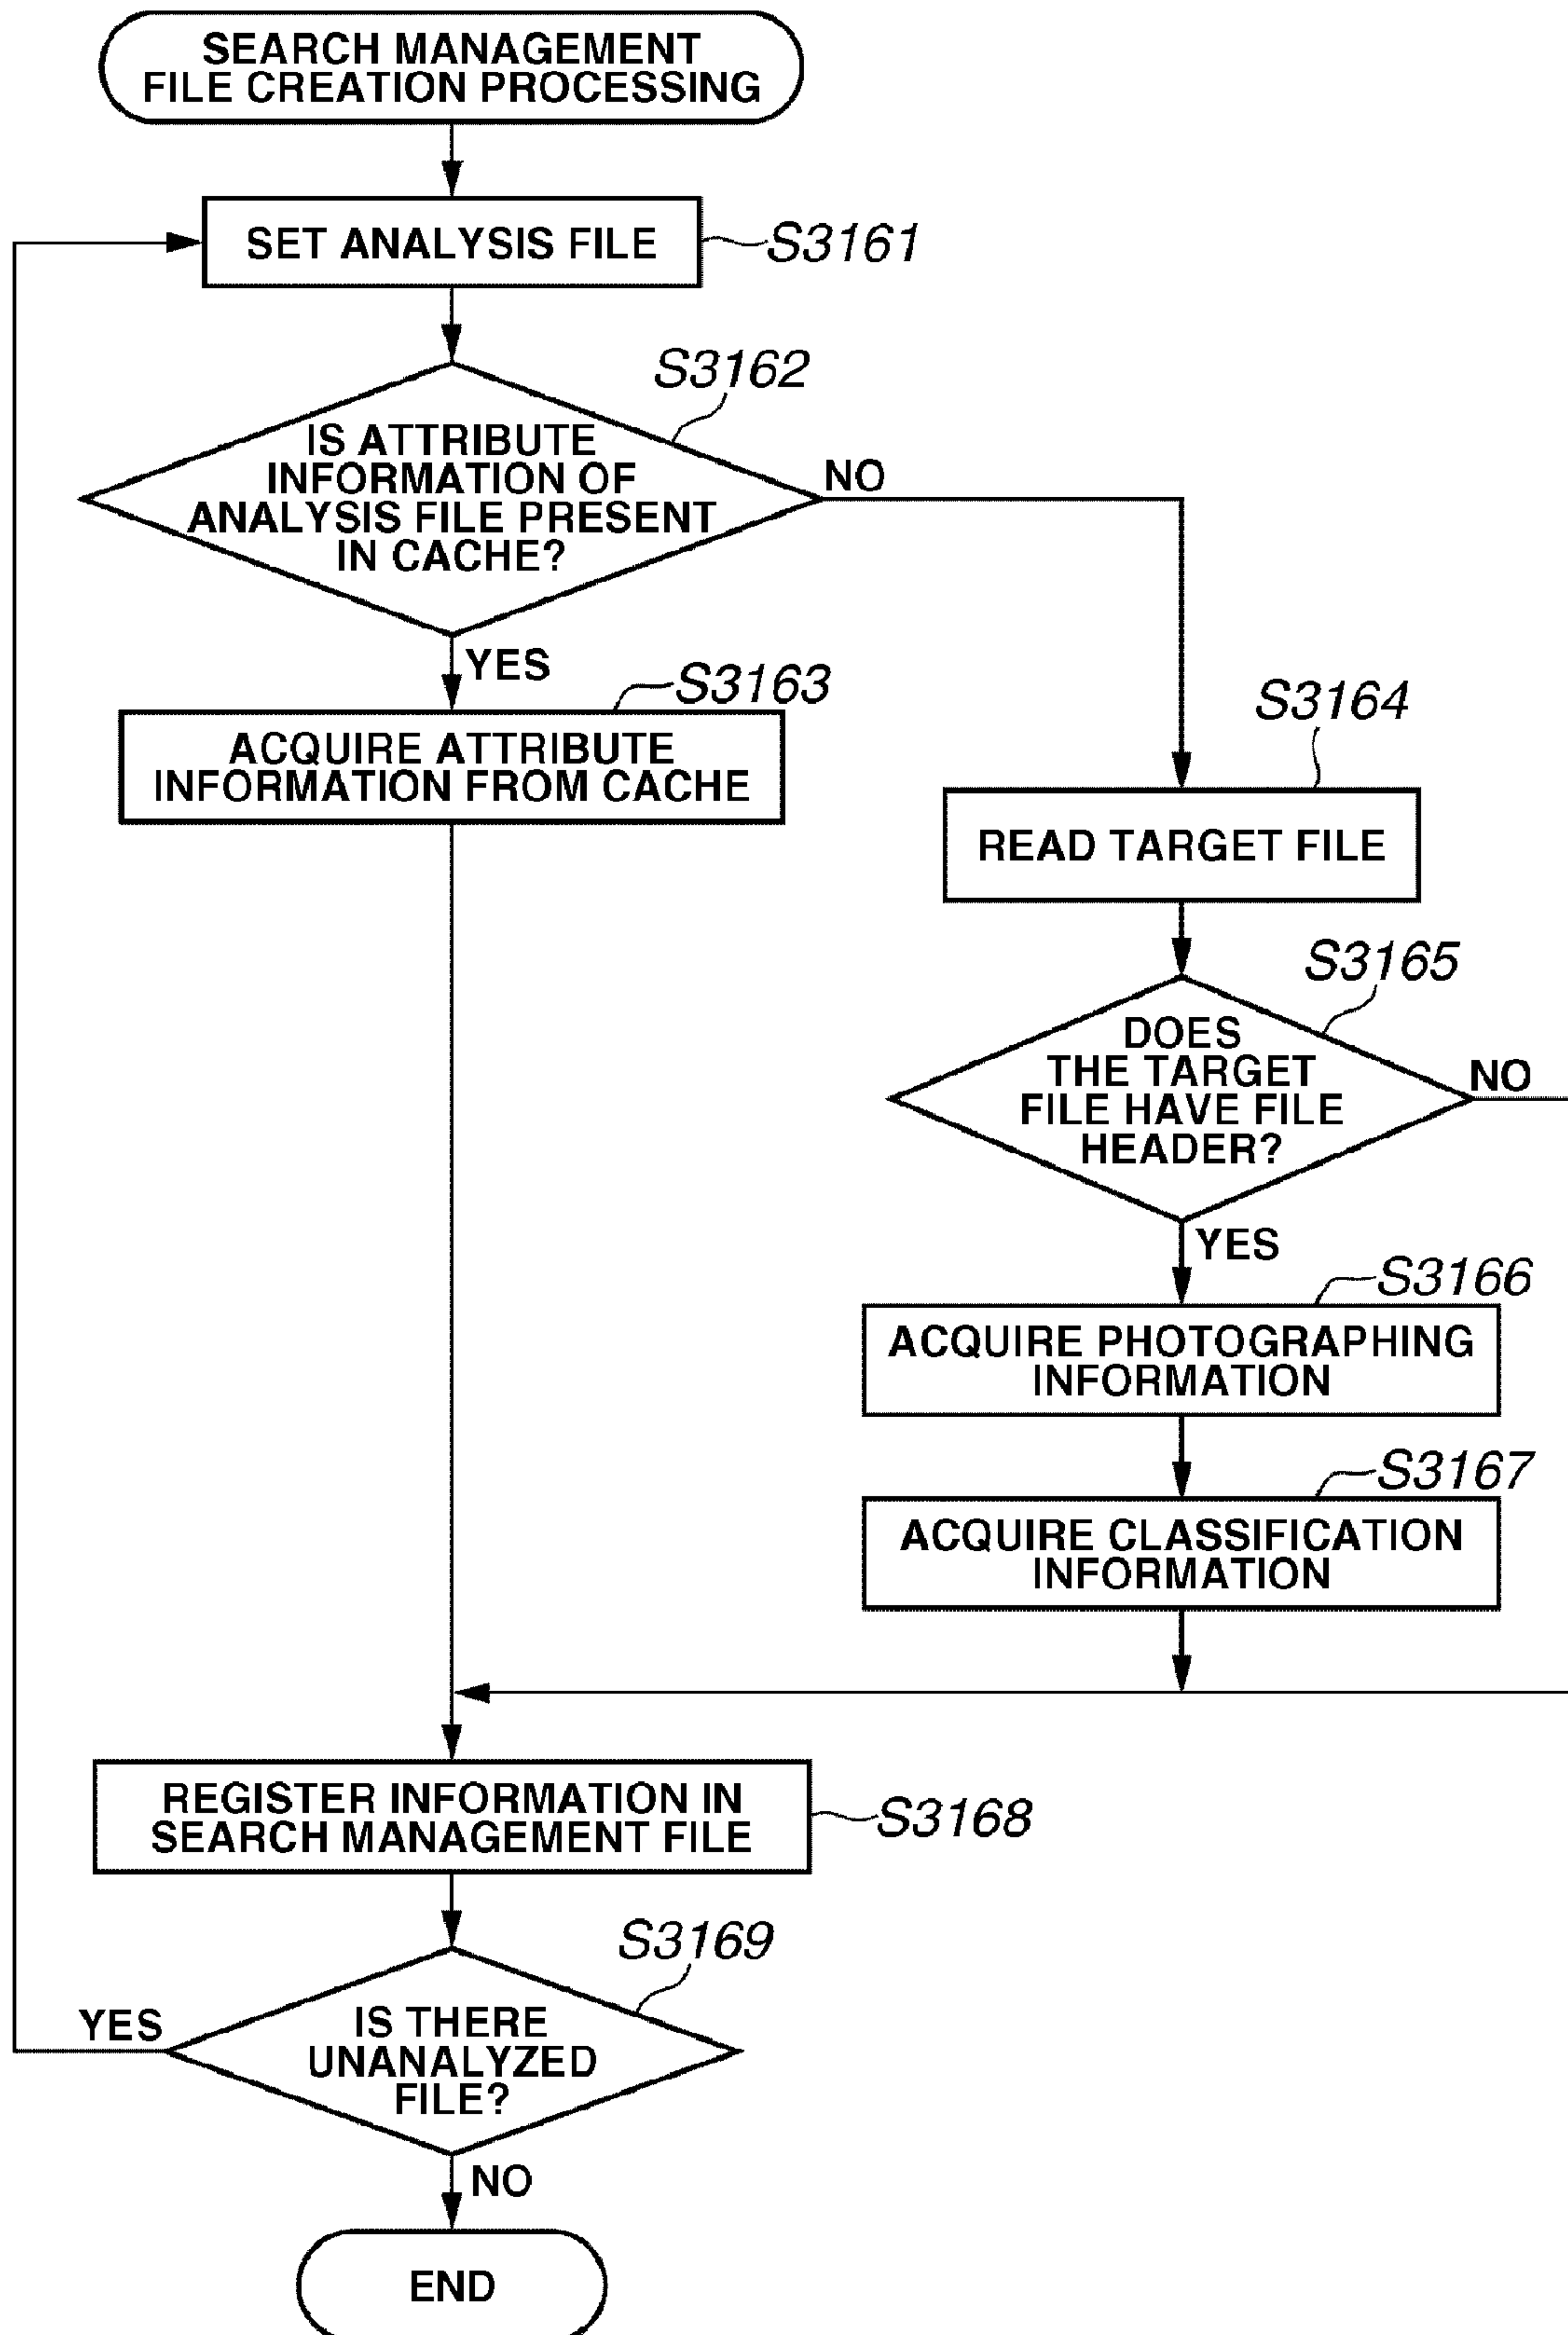 SEARCH MANAGEMENT
FILE CREATION PROCESSING
SET ANALYSIS FILE
S3161
S3162
IS ATTRIBUTE
INFORMATION OF
ANALYSIS FILE PRESENT
IN CACHE?
NO
YES
S3163
ACQUIRE ATTRIBUTE
INFORMATION FROM CACHE
S3164
READ TARGET FILE
S3165
DOES
THE TARGET
FILE HAVE FILE
HEADER?
NO
YES
S3166
ACQUIRE PHOTOGRAPHING
INFORMATION
S3167
ACQUIRE CLASSIFICATION
INFORMATION
REGISTER INFORMATION IN
SEARCH MANAGEMENT FILE
S3168
S3169
IS THERE
UNANALYZED
FILE?
YES
NO
END